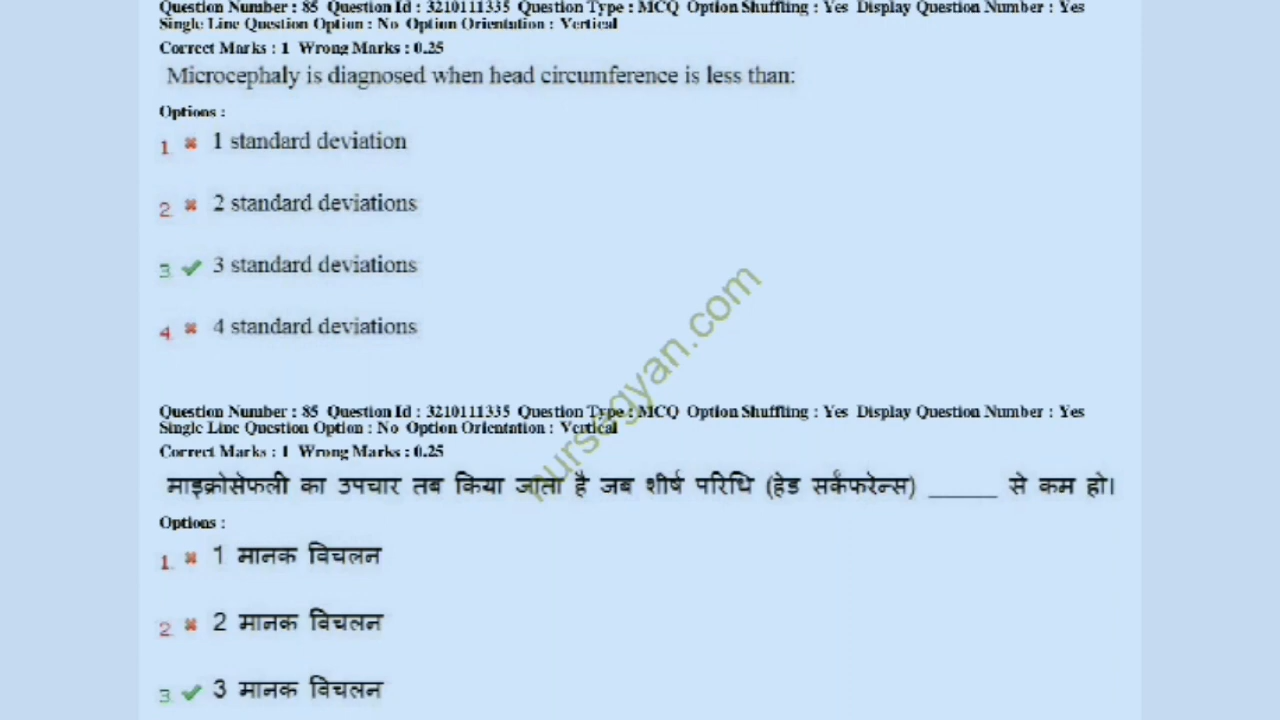 Question Number : 85 Question Id : 3210111335 Question Type : MCQ Option Shuffling : Yes Display Question Number : Yes
Single Line Question Option : No Option Orientation : Vertical
Correct Marks : 1 Wrong Marks : 0.25
Microcephaly is diagnosed when head circumference is less than:
Options :
1. 1 standard deviation
2. 2 standard deviations
3. 3 standard deviations
4. 4 standard deviations
nursegyan.com
Question Number : 85 Question Id : 3210111335 Question Type : MCQ Option Shuffling : Yes Display Question Number : Yes
Single Line Question Option : No Option Orientation : Vertical
Correct Marks : 1 Wrong Marks : 0.25
माइक्रोसेफली का उपचार तब किया जाता है जब शीर्ष परिधि (हेड सर्कंफरेन्स) ______ से कम हो।
Options :
1. 1 मानक विचलन
2. 2 मानक विचलन
3. 3 मानक विचलन